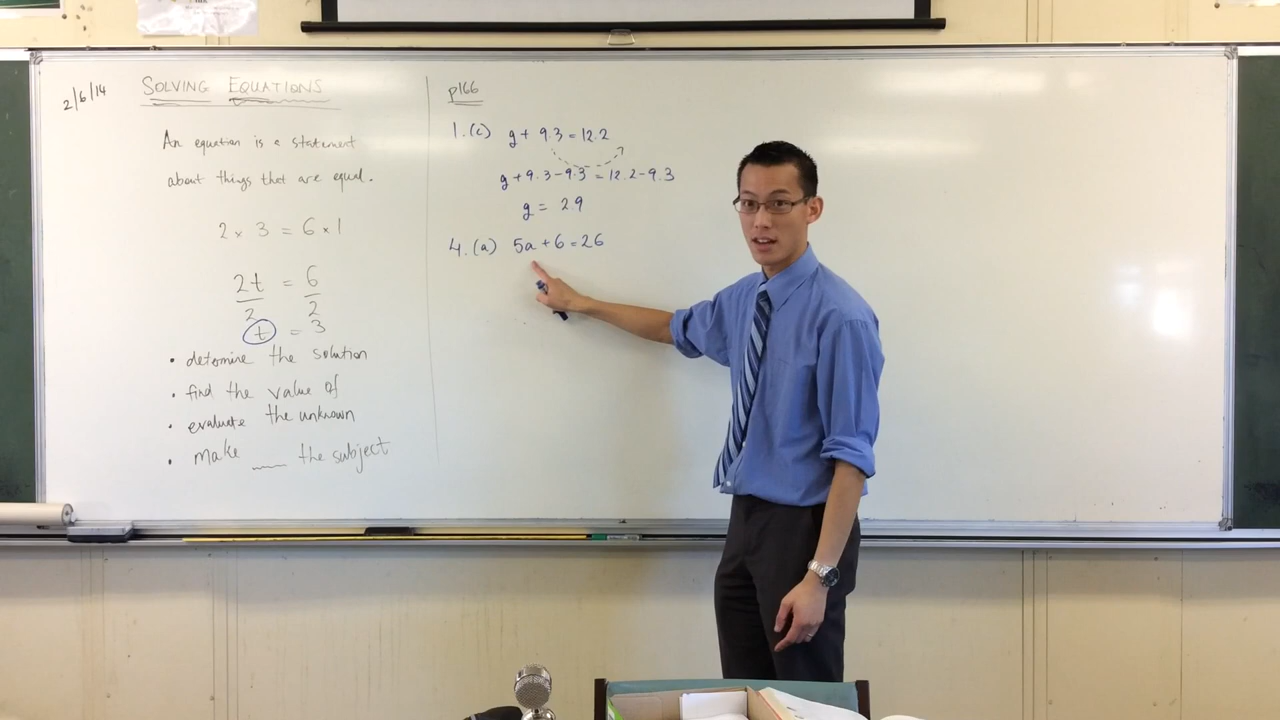 2/6/14
SOLVING EQUATIONS
An equation is a statement
about things that are equal.
2 × 3 = 6 × 1
2t/2 = 6/2
t = 3
• determine the solution
• find the value of
• evaluate the unknown
• make ___ the subject
p166
1. (c) g + 9.3 = 12.2
g + 9.3 - 9.3 = 12.2 - 9.3
g = 2.9
4. (a) 5a + 6 = 26